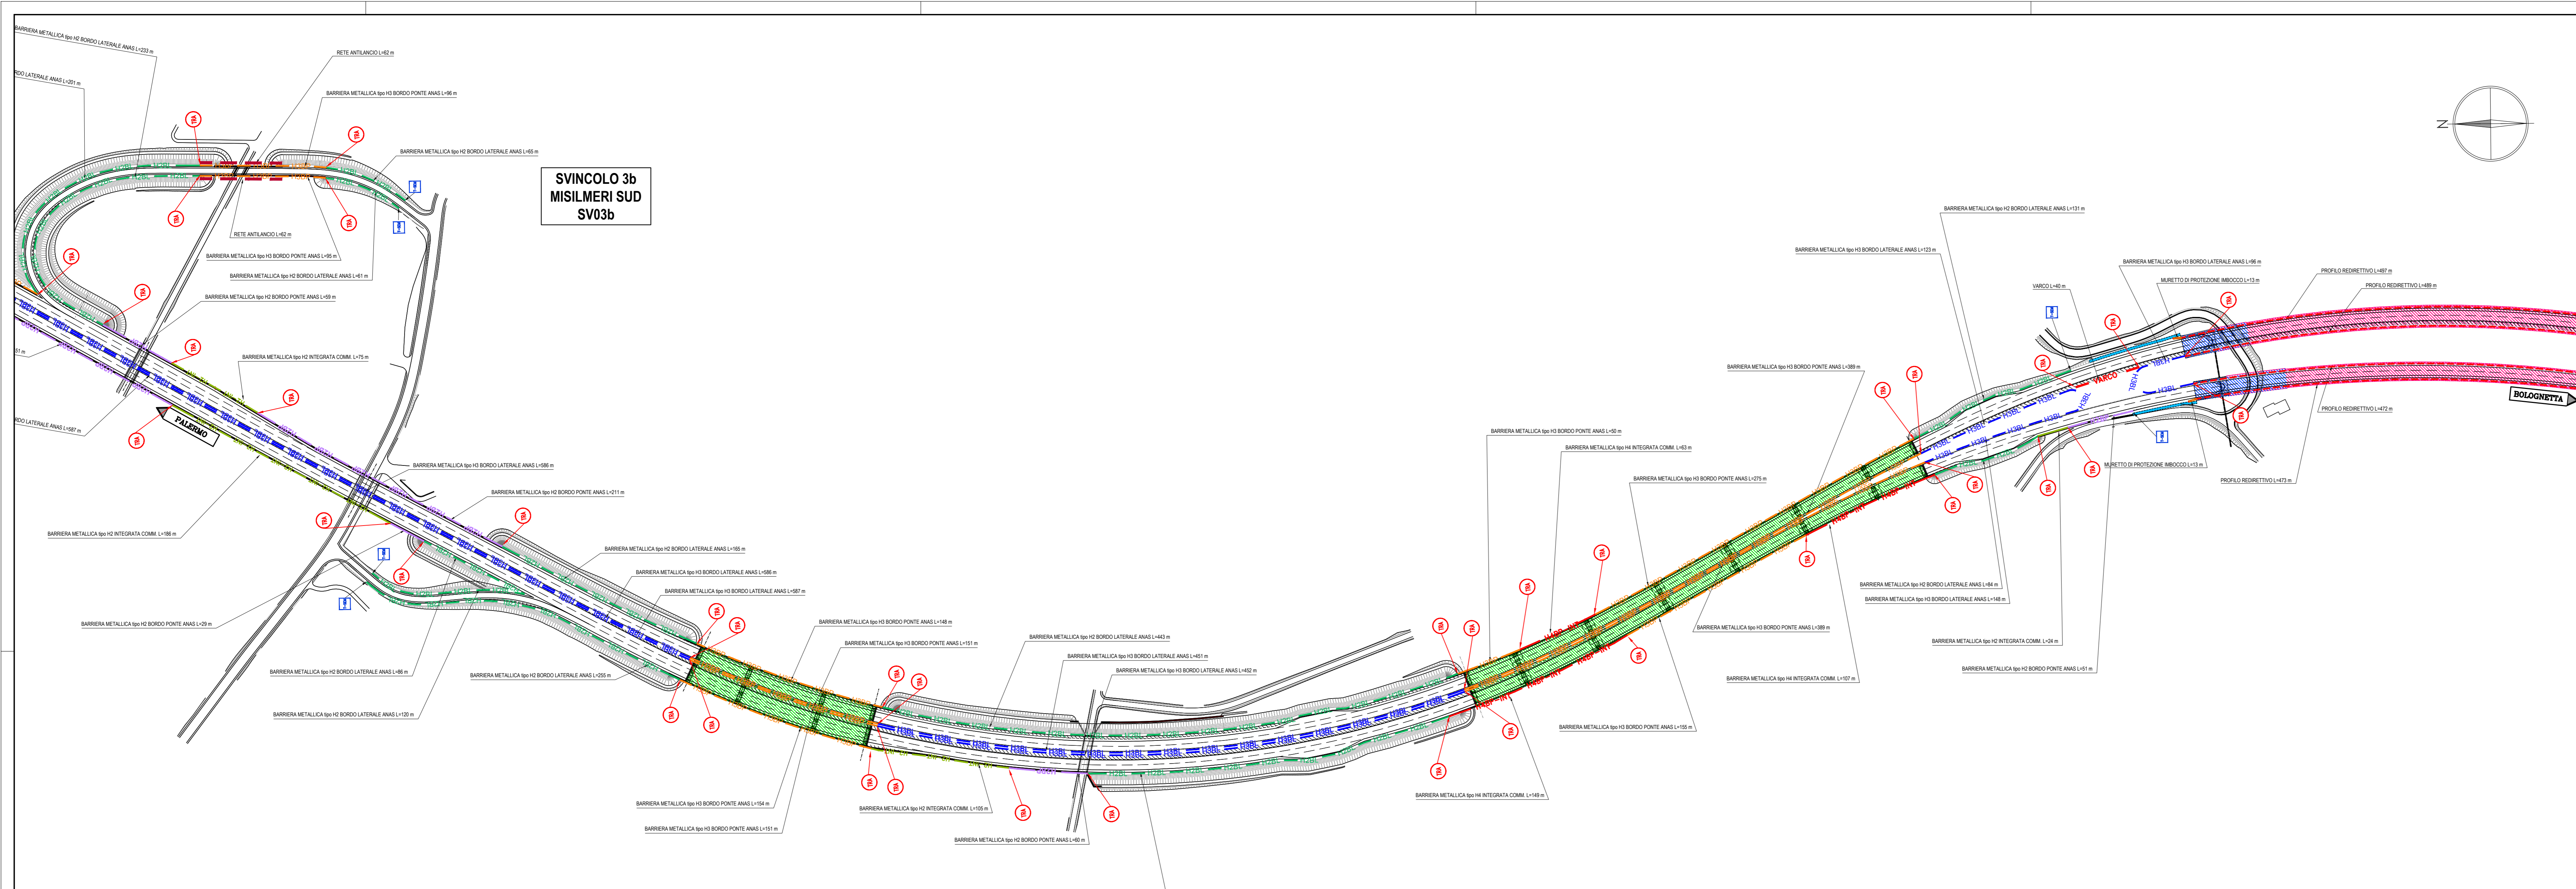 BARRIERA METALLICA tipo H2 BORDO LATERALE ANAS L=233 m
RETE ANTILANCIO L=62 m
RDO LATERALE ANAS L=201 m
BARRIERA METALLICA tipo H3 BORDO PONTE ANAS L=96 m
BARRIERA METALLICA tipo H2 BORDO LATERALE ANAS L=65 m
SVINCOLO 3b
MISILMERI SUD
SV03b
N
RETE ANTILANCIO L=62 m
BARRIERA METALLICA tipo H3 BORDO PONTE ANAS L=95 m
BARRIERA METALLICA tipo H2 BORDO LATERALE ANAS L=61 m
BARRIERA METALLICA tipo H2 BORDO PONTE ANAS L=59 m
51 m
BARRIERA METALLICA tipo H2 INTEGRATA COMM. L=75 m
RDO LATERALE ANAS L=587 m
PALERMO
BARRIERA METALLICA tipo H3 BORDO LATERALE ANAS L=586 m
BARRIERA METALLICA tipo H2 BORDO PONTE ANAS L=211 m
BARRIERA METALLICA tipo H2 INTEGRATA COMM. L=186 m
BARRIERA METALLICA tipo H2 BORDO LATERALE ANAS L=165 m
BARRIERA METALLICA tipo H3 BORDO LATERALE ANAS L=586 m
BARRIERA METALLICA tipo H3 BORDO LATERALE ANAS L=587 m
BARRIERA METALLICA tipo H2 BORDO PONTE ANAS L=29 m
BARRIERA METALLICA tipo H2 BORDO LATERALE ANAS L=86 m
BARRIERA METALLICA tipo H2 BORDO LATERALE ANAS L=255 m
BARRIERA METALLICA tipo H2 BORDO LATERALE ANAS L=120 m
BARRIERA METALLICA tipo H3 BORDO PONTE ANAS L=148 m
BARRIERA METALLICA tipo H3 BORDO PONTE ANAS L=151 m
BARRIERA METALLICA tipo H2 BORDO LATERALE ANAS L=443 m
BARRIERA METALLICA tipo H3 BORDO LATERALE ANAS L=451 m
BARRIERA METALLICA tipo H3 BORDO LATERALE ANAS L=452 m
BARRIERA METALLICA tipo H3 BORDO PONTE ANAS L=154 m
BARRIERA METALLICA tipo H3 BORDO PONTE ANAS L=151 m
BARRIERA METALLICA tipo H2 INTEGRATA COMM. L=105 m
BARRIERA METALLICA tipo H2 BORDO PONTE ANAS L=60 m
BARRIERA METALLICA tipo H3 BORDO PONTE ANAS L=50 m
BARRIERA METALLICA tipo H4 INTEGRATA COMM. L=63 m
BARRIERA METALLICA tipo H3 BORDO PONTE ANAS L=275 m
BARRIERA METALLICA tipo H3 BORDO PONTE ANAS L=389 m
BARRIERA METALLICA tipo H3 BORDO PONTE ANAS L=389 m
BARRIERA METALLICA tipo H4 INTEGRATA COMM. L=107 m
BARRIERA METALLICA tipo H3 BORDO PONTE ANAS L=155 m
BARRIERA METALLICA tipo H4 INTEGRATA COMM. L=149 m
BARRIERA METALLICA tipo H2 BORDO LATERALE ANAS L=131 m
BARRIERA METALLICA tipo H3 BORDO LATERALE ANAS L=123 m
BARRIERA METALLICA tipo H3 BORDO LATERALE ANAS L=96 m
MURETTO DI PROTEZIONE IMBOCCO L=13 m
VARCO L=40 m
PROFILO REDIRETTIVO L=497 m
PROFILO REDIRETTIVO L=489 m
VARCO
BOLOGNETTA
PROFILO REDIRETTIVO L=472 m
MURETTO DI PROTEZIONE IMBOCCO L=13 m
PROFILO REDIRETTIVO L=473 m
BARRIERA METALLICA tipo H2 BORDO LATERALE ANAS L=84 m
BARRIERA METALLICA tipo H3 BORDO LATERALE ANAS L=148 m
BARRIERA METALLICA tipo H2 INTEGRATA COMM. L=24 m
BARRIERA METALLICA tipo H2 BORDO PONTE ANAS L=51 m
TRA
H3BL
H2BL